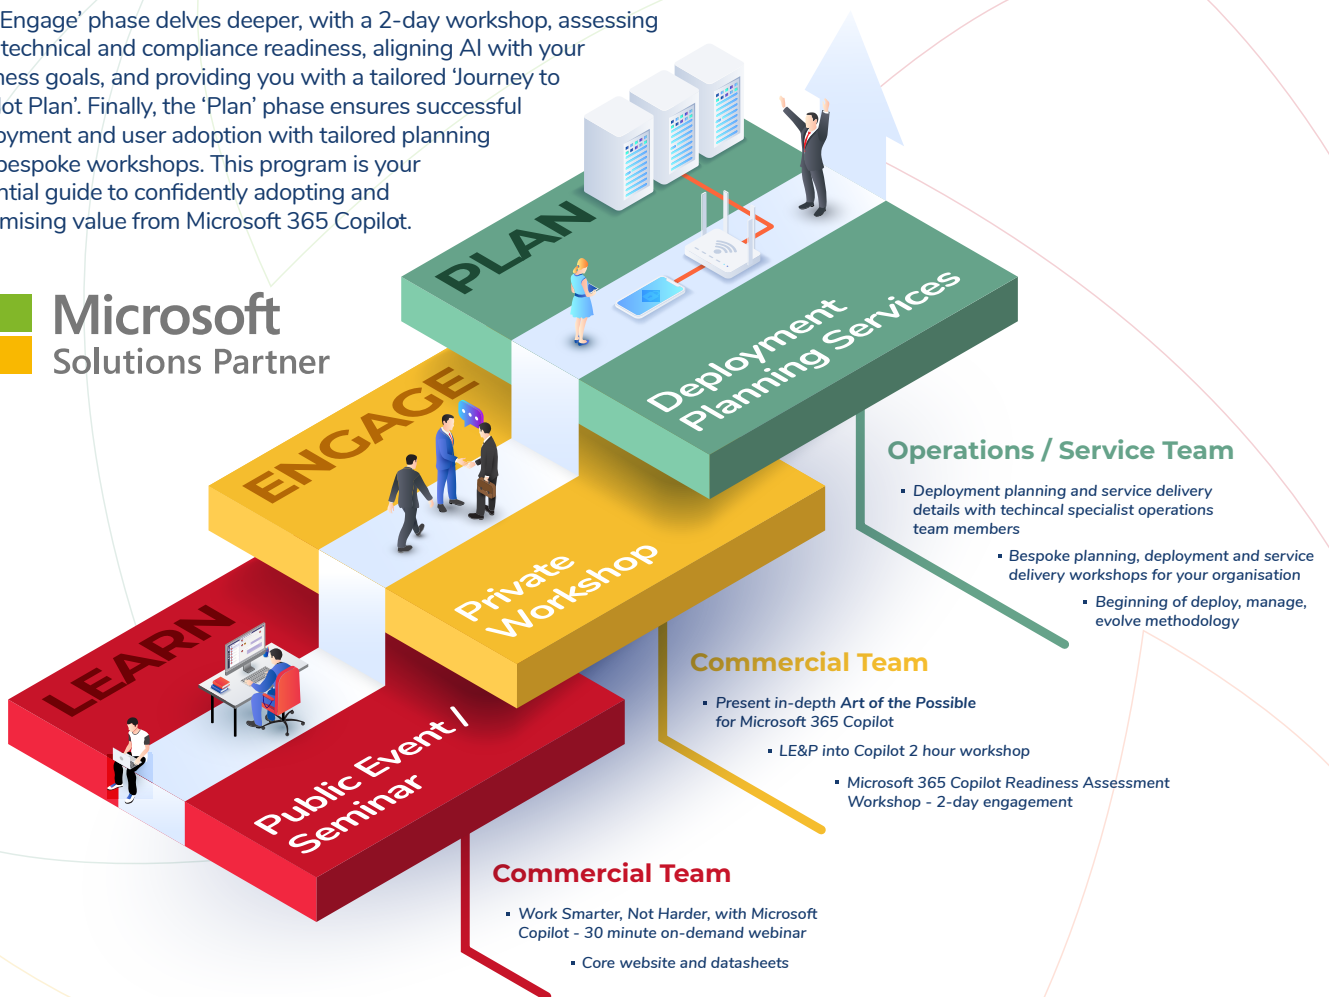 Engage’ phase delves deeper, with a 2-day workshop, assessing
technical and compliance readiness, aligning AI with your
ness goals, and providing you with a tailored ‘Journey to
lot Plan’. Finally, the ‘Plan’ phase ensures successful
oyment and user adoption with tailored planning
bespoke workshops. This program is your
ntial guide to confidently adopting and
mising value from Microsoft 365 Copilot.
Microsoft
Solutions Partner
PLAN
Deployment
Planning Services
ENGAGE
Private
Workshop
LEARN
Public Event /
Seminar
Operations / Service Team
▪ Deployment planning and service delivery
details with techincal specialist operations
team members
▪ Bespoke planning, deployment and service
delivery workshops for your organisation
▪ Beginning of deploy, manage,
evolve methodology
Commercial Team
▪ Present in-depth Art of the Possible
for Microsoft 365 Copilot
▪ LE&P into Copilot 2 hour workshop
▪ Microsoft 365 Copilot Readiness Assessment
Workshop - 2-day engagement
Commercial Team
▪ Work Smarter, Not Harder, with Microsoft
Copilot - 30 minute on-demand webinar
▪ Core website and datasheets